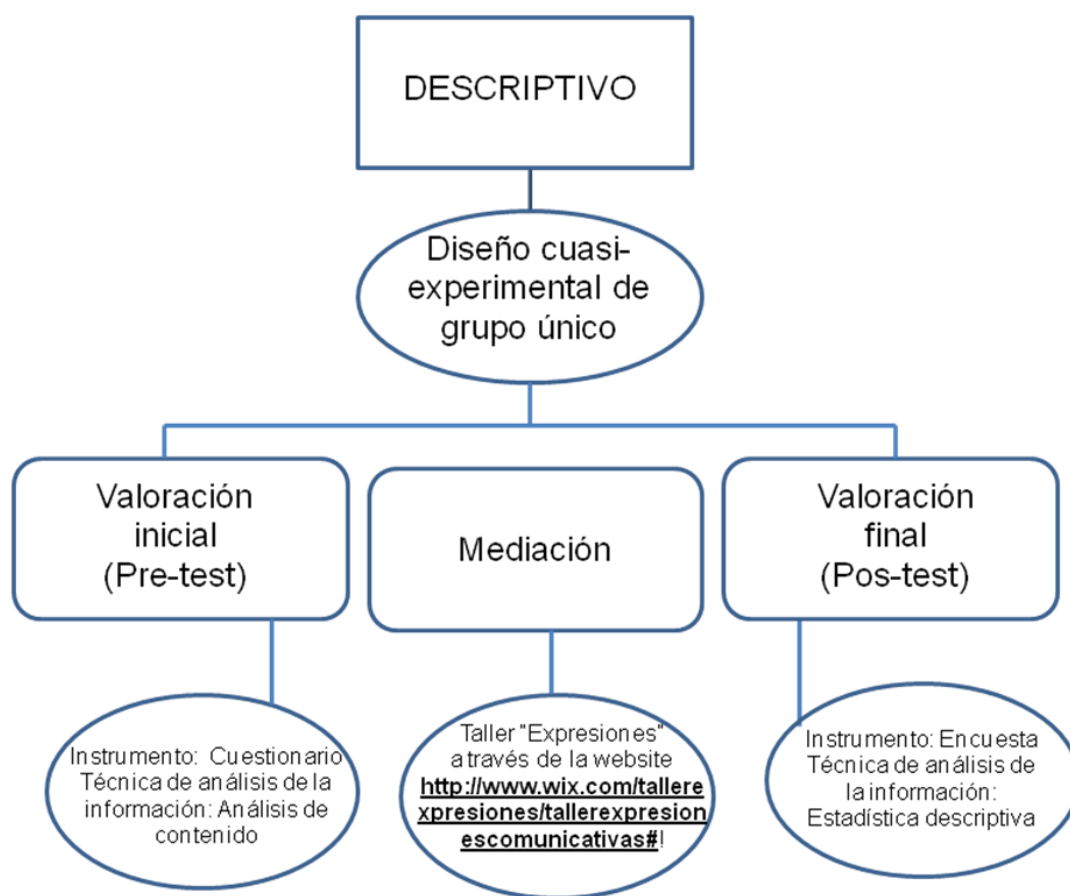 DESCRIPTIVO
Diseño cuasi-
experimental de
grupo único
Valoración
inicial
(Pre-test)
Mediación
Valoración
final
(Pos-test)
Instrumento: Cuestionario
Técnica de análisis de la
información: Análisis de
contenido
Taller "Expresiones"
a través de la website
http://www.wix.com/tallere
xpresiones/tallerexpresion
escomunicativas#!
Instrumento: Encuesta
Técnica de análisis de
la información:
Estadística descriptiva